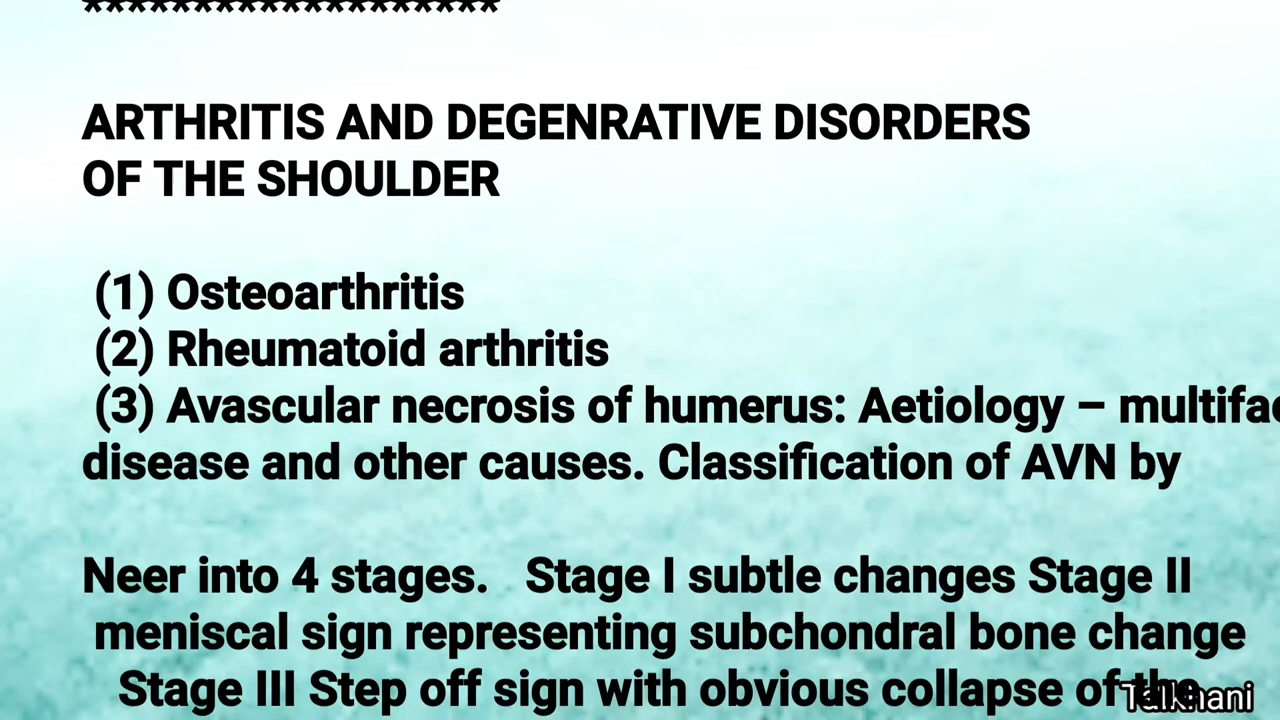 *******************
ARTHRITIS AND DEGENRATIVE DISORDERS
OF THE SHOULDER
(1) Osteoarthritis
(2) Rheumatoid arthritis
(3) Avascular necrosis of humerus: Aetiology – multifac
disease and other causes. Classification of AVN by
Neer into 4 stages. Stage I subtle changes Stage II
meniscal sign representing subchondral bone change
Stage III Step off sign with obvious collapse of the
Talkhani